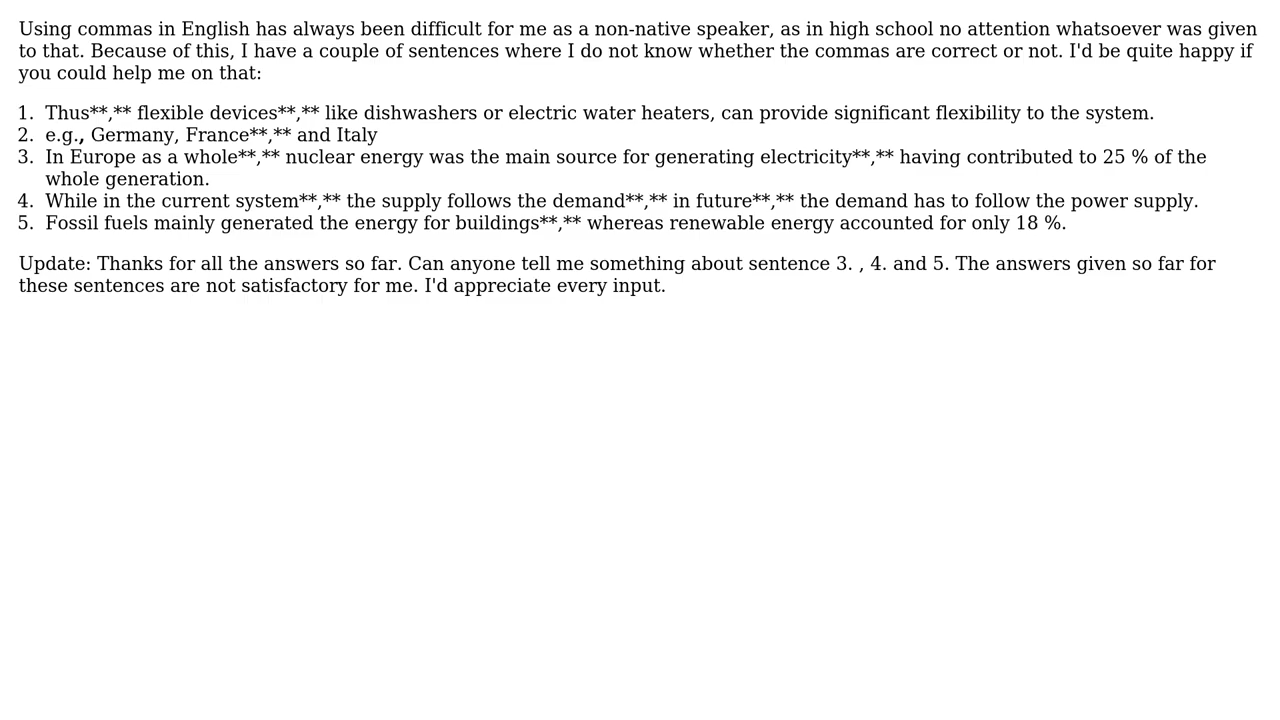 Using commas in English has always been difficult for me as a non-native speaker, as in high school no attention whatsoever was given
to that. Because of this, I have a couple of sentences where I do not know whether the commas are correct or not. I'd be quite happy if
you could help me on that:
1. Thus**,** flexible devices**,** like dishwashers or electric water heaters, can provide significant flexibility to the system.
2. e.g., Germany, France**,** and Italy
3. In Europe as a whole**,** nuclear energy was the main source for generating electricity**,** having contributed to 25 % of the
whole generation.
4. While in the current system**,** the supply follows the demand**,** in future**,** the demand has to follow the power supply.
5. Fossil fuels mainly generated the energy for buildings**,** whereas renewable energy accounted for only 18 %.
Update: Thanks for all the answers so far. Can anyone tell me something about sentence 3. , 4. and 5. The answers given so far for
these sentences are not satisfactory for me. I'd appreciate every input.